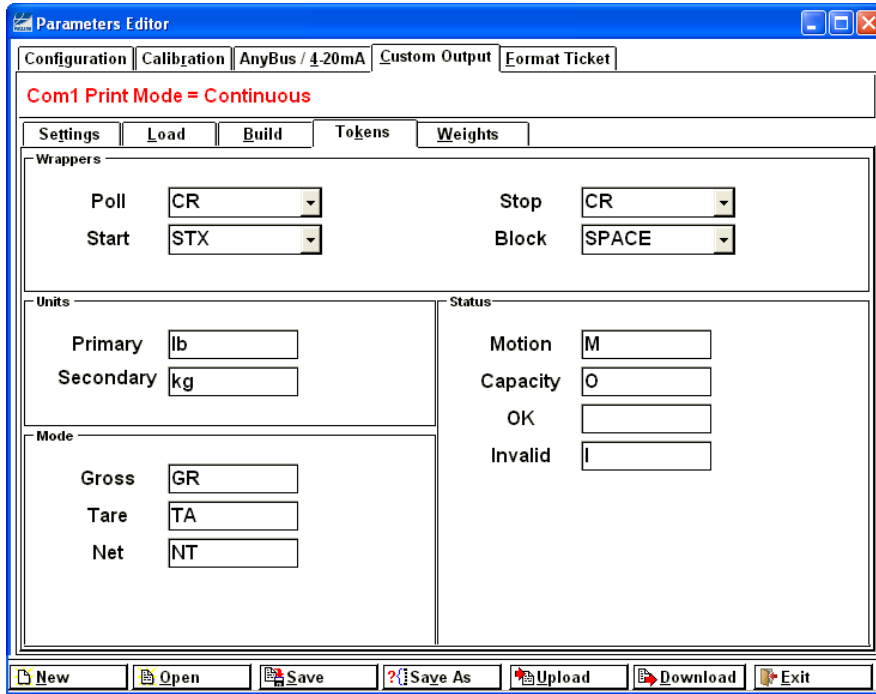 Parameters Editor
Configuration Calibration AnyBus / 4-20mA Custom Output Format Ticket
Com1 Print Mode = Continuous
Settings Load Build Tokens Weights
Wrappers
Poll CR Stop CR
Start STX Block SPACE
Units
Primary lb
Secondary kg
Mode
Gross GR
Tare TA
Net NT
Status
Motion M
Capacity O
OK
Invalid I
New Open Save ?{ Save As Upload Download Exit